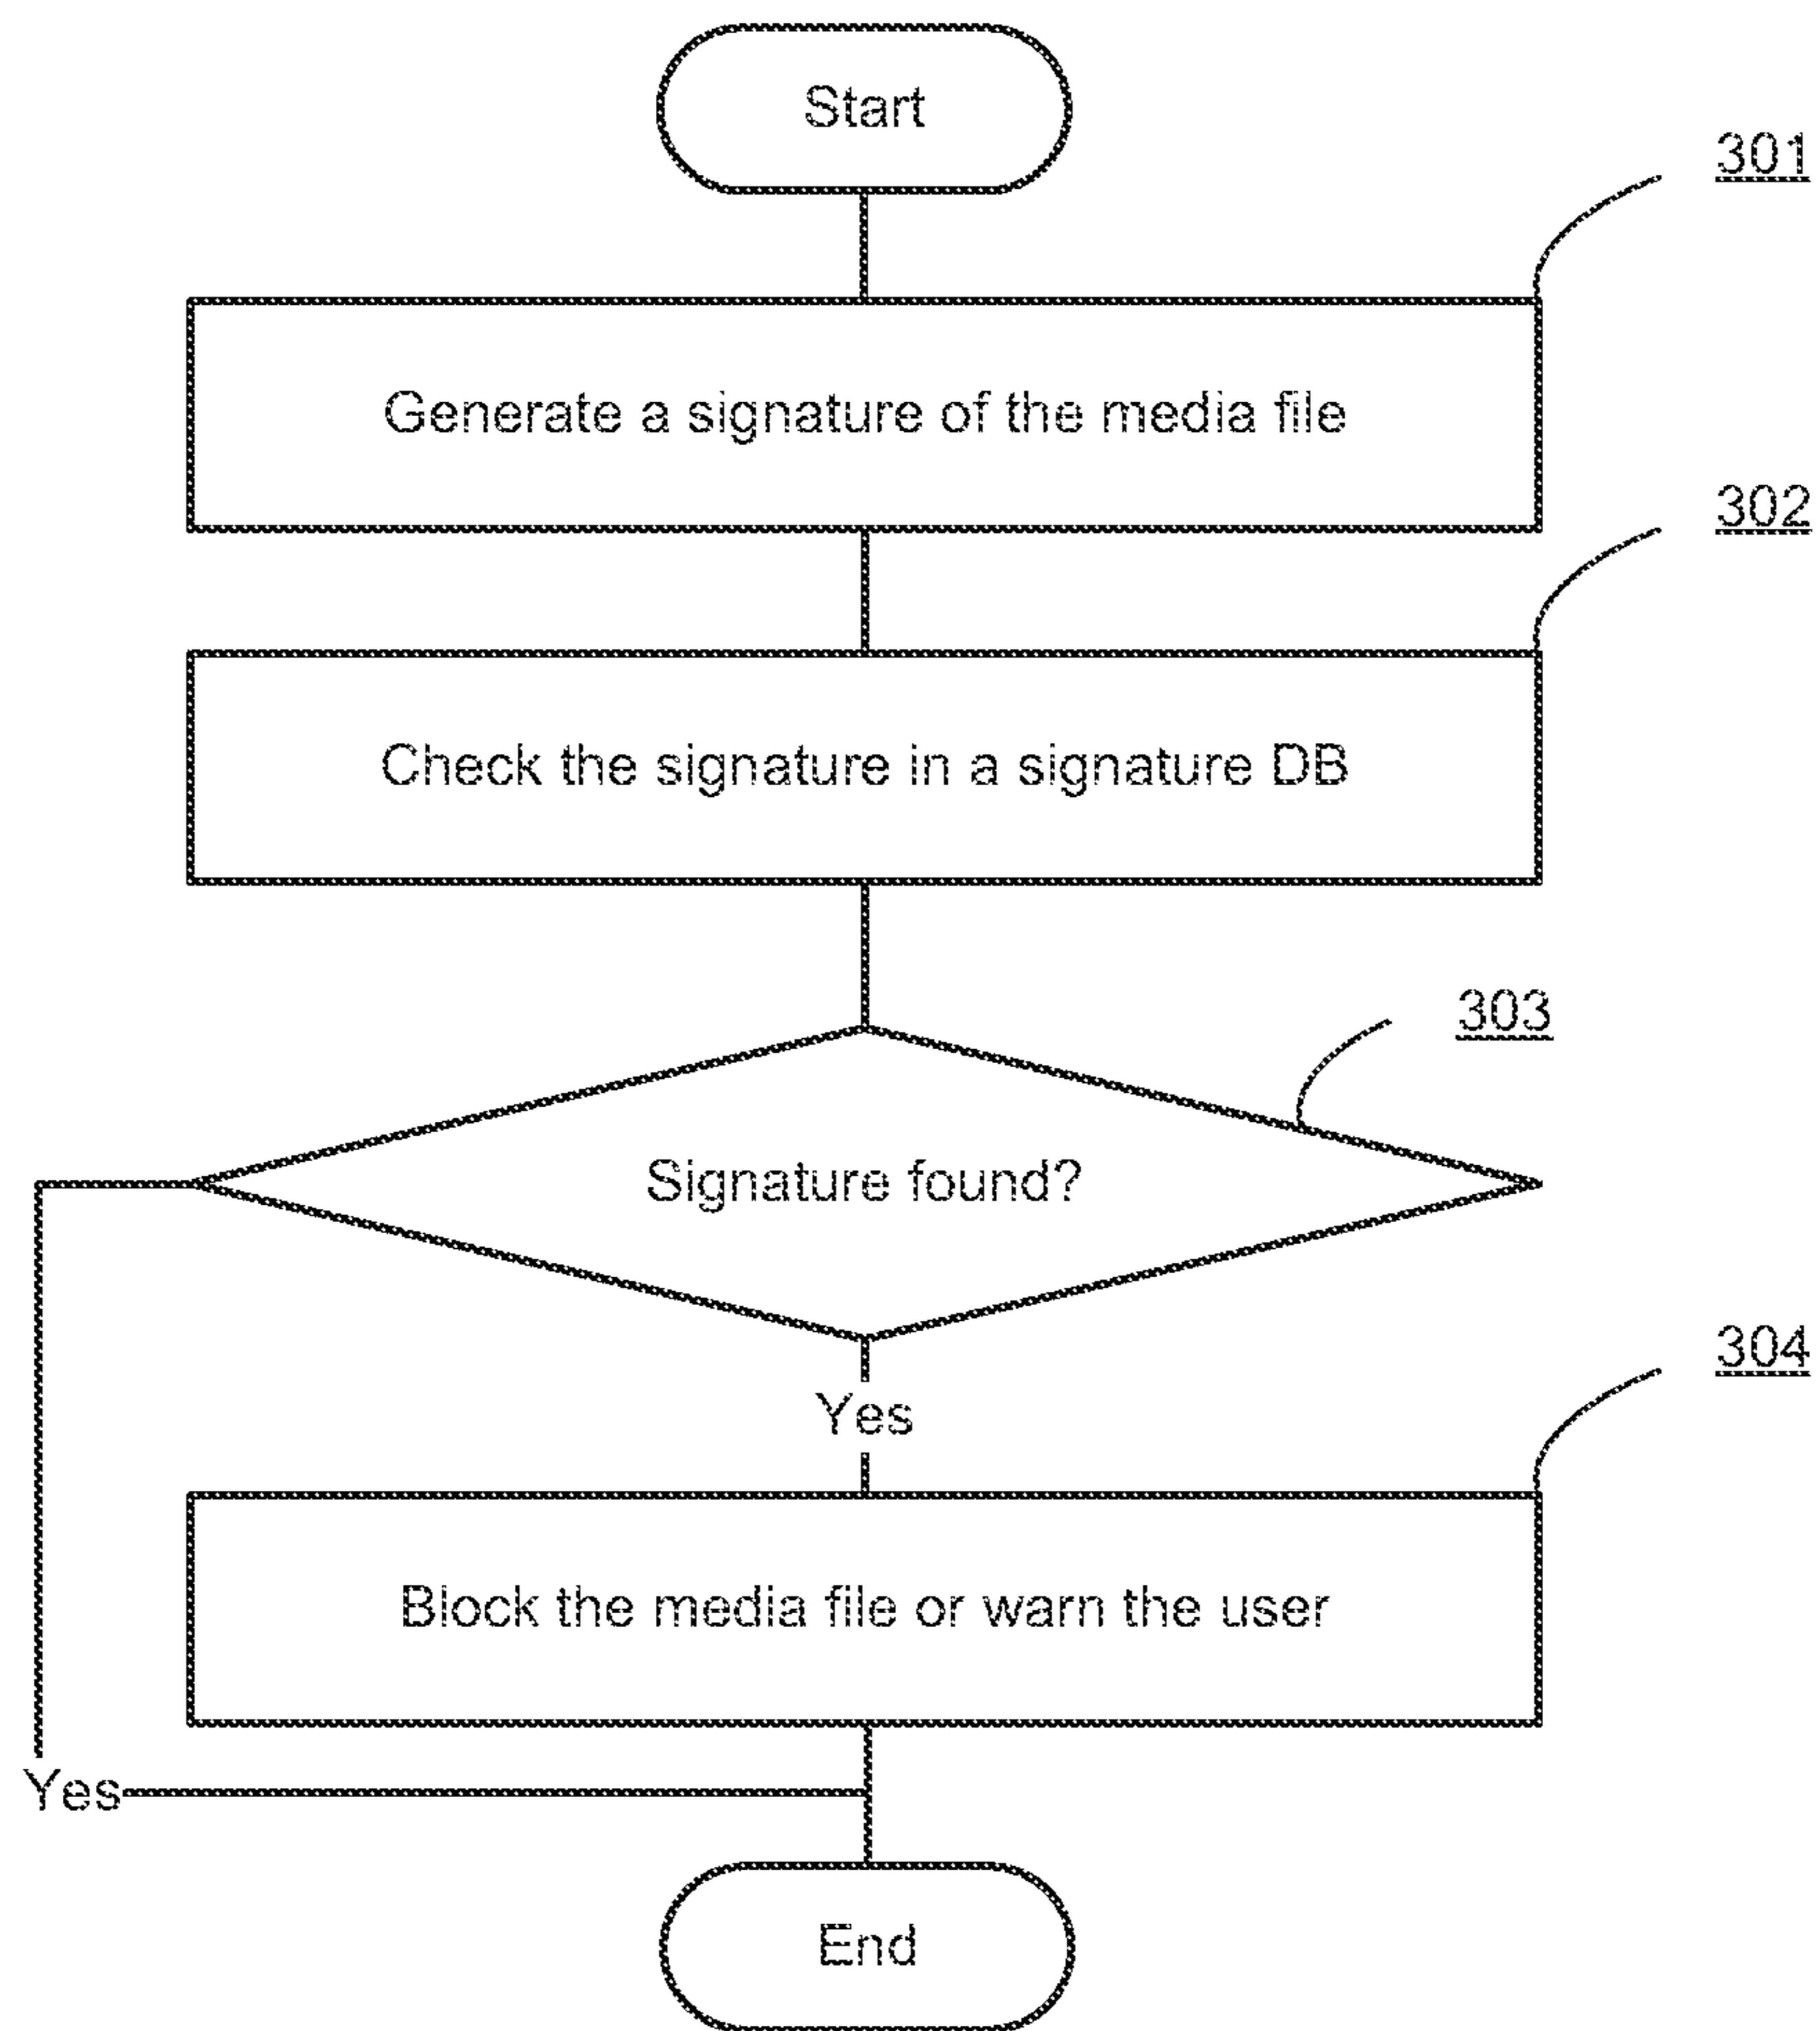 Start
301
Generate a signature of the media file
302
Check the signature in a signature DB
303
Signature found?
304
Yes
Block the media file or warn the user
Yes
End